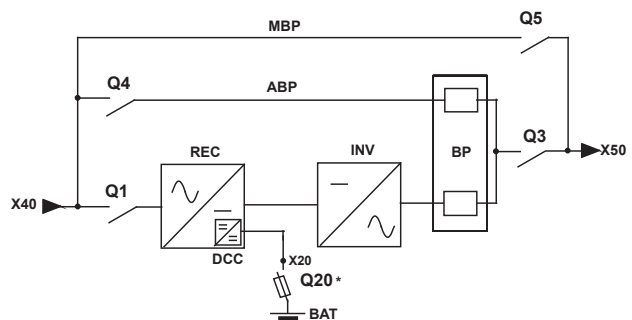 MBP
Q5
Q4
ABP
REC
INV
BP
Q3
X50
X40
Q1
DCC
X20
Q20 *
BAT